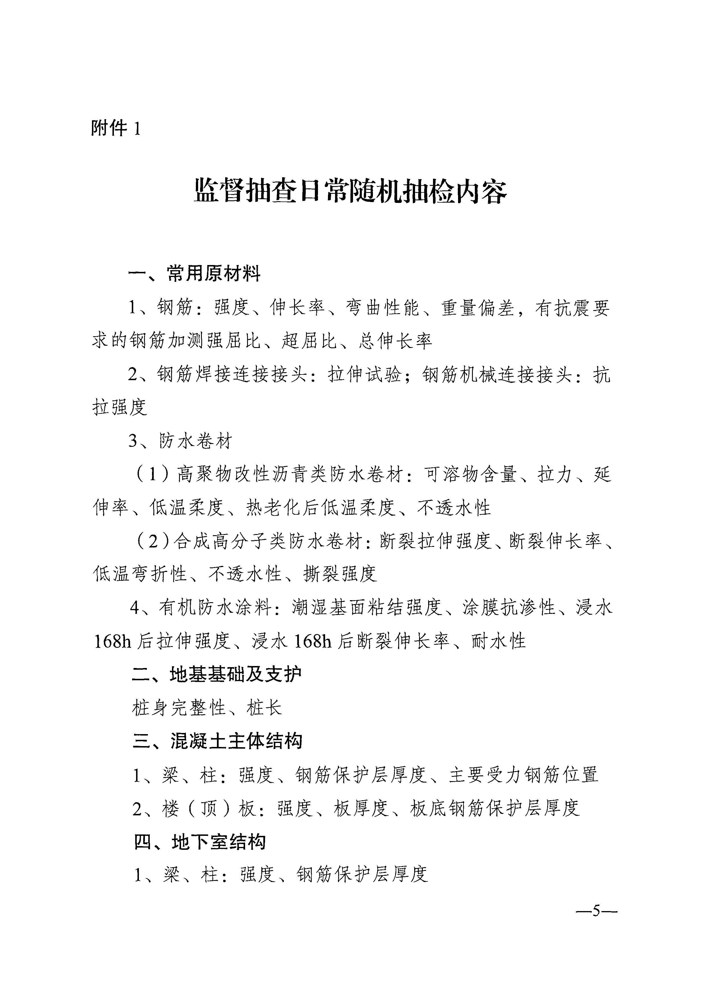 附件 1
监督抽查日常随机抽检内容
一、常用原材料
1、钢筋：强度、伸长率、弯曲性能、重量偏差，有抗震要
求的钢筋加测强屈比、超屈比、总伸长率
2、钢筋焊接连接接头：拉伸试验；钢筋机械连接接头：抗
拉强度
3、防水卷材
（1）高聚物改性沥青类防水卷材：可溶物含量、拉力、延
伸率、低温柔度、热老化后低温柔度、不透水性
（2）合成高分子类防水卷材：断裂拉伸强度、断裂伸长率、
低温弯折性、不透水性、撕裂强度
4、有机防水涂料：潮湿基面粘结强度、涂膜抗渗性、浸水
168h 后拉伸强度、浸水 168h 后断裂伸长率、耐水性
二、地基基础及支护
桩身完整性、桩长
三、混凝土主体结构
1、梁、柱：强度、钢筋保护层厚度、主要受力钢筋位置
2、楼（顶）板：强度、板厚度、板底钢筋保护层厚度
四、地下室结构
1、梁、柱：强度、钢筋保护层厚度
—5—